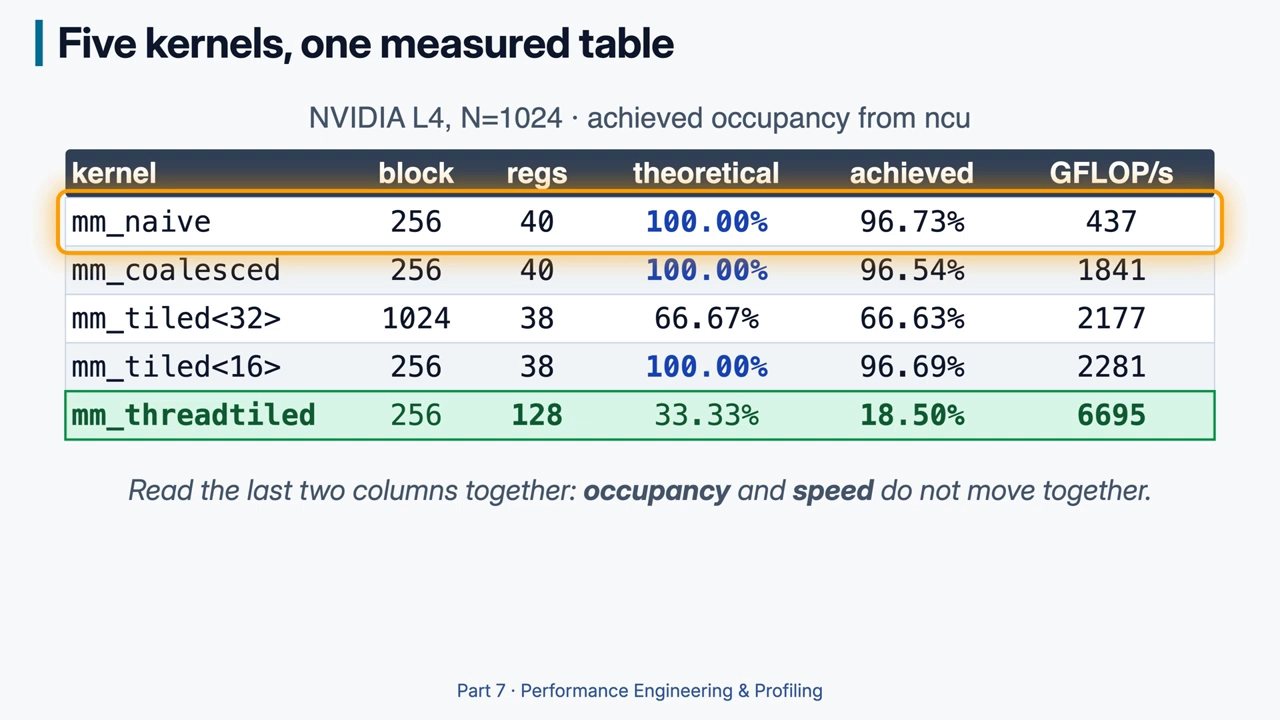 Five kernels, one measured table
NVIDIA L4, N=1024 · achieved occupancy from ncu
kernel block regs theoretical achieved GFLOP/s
mm_naive 256 40 100.00% 96.73% 437
mm_coalesced 256 40 100.00% 96.54% 1841
mm_tiled<32> 1024 38 66.67% 66.63% 2177
mm_tiled<16> 256 38 100.00% 96.69% 2281
mm_threadtiled 256 128 33.33% 18.50% 6695
Read the last two columns together: occupancy and speed do not move together.
Part 7 · Performance Engineering & Profiling